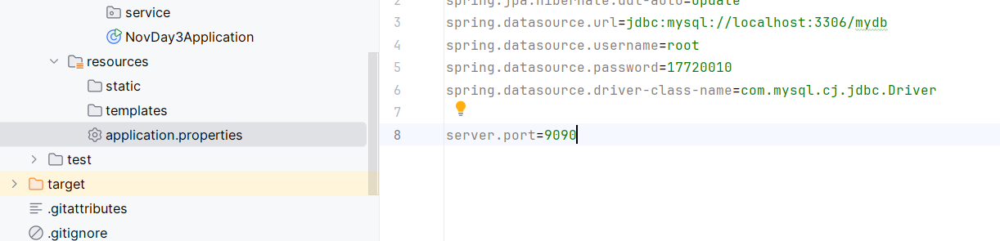 service
NovDay3Application
resources
static
templates
application.properties
test
target
.gitattributes
.gitignore
2 spring.jpa.hibernate.ddl-auto=update
3 spring.datasource.url=jdbc:mysql://localhost:3306/mydb
4 spring.datasource.username=root
5 spring.datasource.password=17720010
6 spring.datasource.driver-class-name=com.mysql.cj.jdbc.Driver
7
8 server.port=9090